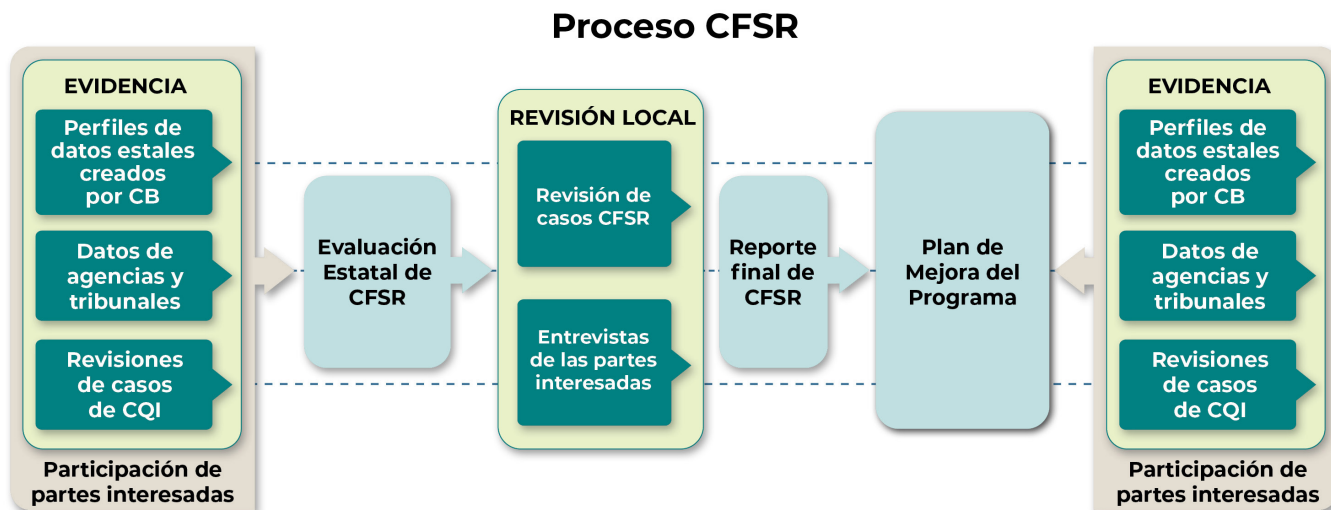 Proceso CFSR
EVIDENCIA
Perfiles de
datos estales
creados
por CB
Datos de
agencias y
tribunales
Revisiones
de casos
de CQI
Participación de
partes interesadas
Evaluación
Estatal de
CFSR
REVISIÓN LOCAL
Revisión de
casos CFSR
Entrevistas
de las partes
interesadas
Reporte
final de
CFSR
Plan de
Mejora del
Programa
EVIDENCIA
Perfiles de
datos estales
creados
por CB
Datos de
agencias y
tribunales
Revisiones
de casos
de CQI
Participación de
partes interesadas